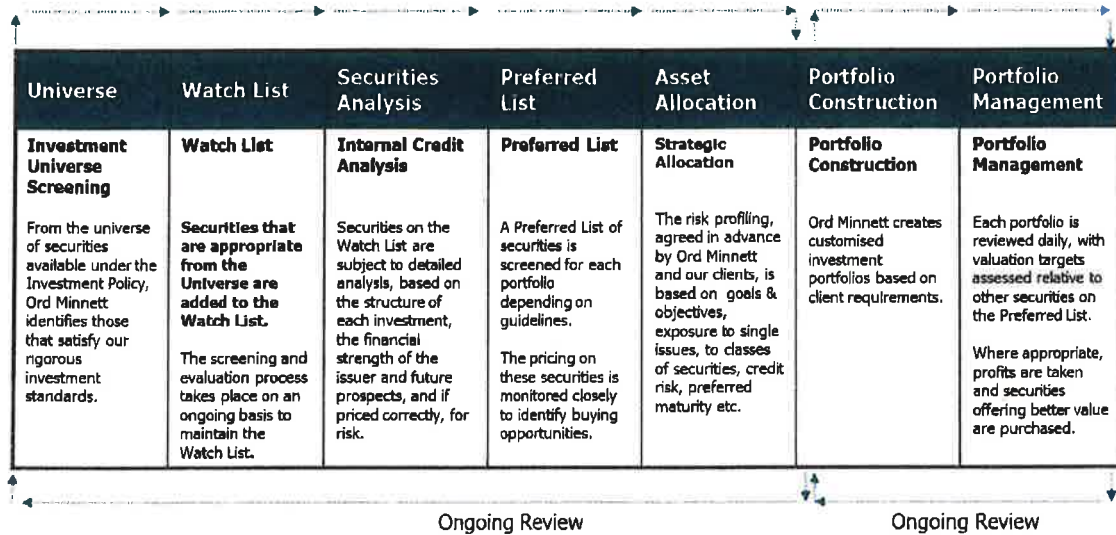 Universe
Watch List
Securities
Analysis
Preferred
List
Asset
Allocation
Portfolio
Construction
Portfolio
Management
Investment
Universe
Screening
From the universe
of securities
available under the
Investment Policy,
Ord Minnett
identifies those
that satisfy our
rigorous
investment
standards.
Watch List
Securities that
are appropriate
from the
Universe are
added to the
Watch List.
The screening and
evaluation process
takes place on an
ongoing basis to
maintain the
Watch List.
Internal Credit
Analysis
Securities on the
Watch List are
subject to detailed
analysis, based on
the structure of
each investment,
the financial
strength of the
issuer and future
prospects, and if
priced correctly, for
risk.
Preferred List
A Preferred List of
securities is
screened for each
portfolio
depending on
guidelines.
The pricing on
these securities is
monitored closely
to identify buying
opportunities.
Strategic
Allocation
The risk profiling,
agreed in advance
by Ord Minnett
and our clients, is
based on goals &
objectives,
exposure to single
issues, to classes
of securities, credit
risk, preferred
maturity etc.
Portfolio
Construction
Ord Minnett creates
customised
investment
portfolios based on
client requirements.
Portfolio
Management
Each portfolio is
reviewed daily, with
valuation targets
assessed relative to
other securities on
the Preferred List.
Where appropriate,
profits are taken
and securities
offering better value
are purchased.
Ongoing Review
Ongoing Review